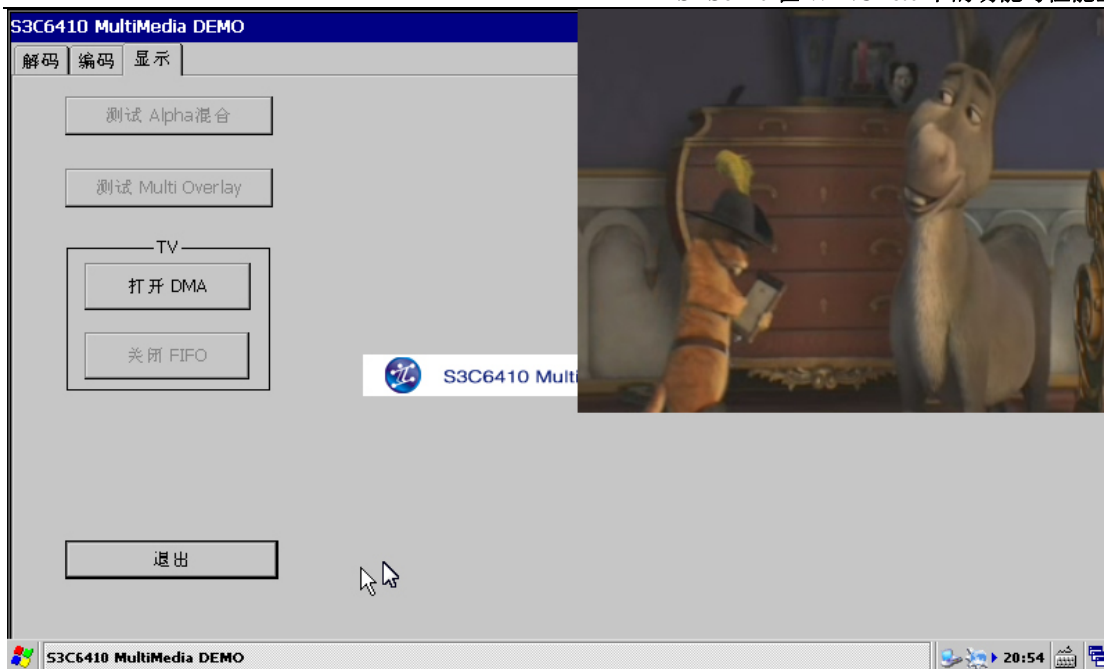 S3C6410 MultiMedia DEMO
解码 编码 显示
测试 Alpha混合
测试 Multi Overlay
TV
打开 DMA
关闭 FIFO
S3C6410 Multi
退出
S3C6410 MultiMedia DEMO
20:54